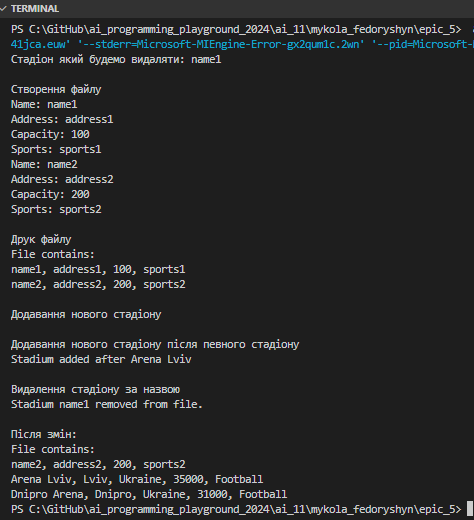 TERMINAL
PS C:\GitHub\ai_programming_playground_2024\ai_11\mykola_fedoryshyn\epic_5>
41jca.euw' '--stderr=Microsoft-MIEngine-Error-gx2qum1c.2wn' '--pid=Microsoft-
Стадіон який будемо видаляти: name1
Створення файлу
Name: name1
Address: address1
Capacity: 100
Sports: sports1
Name: name2
Address: address2
Capacity: 200
Sports: sports2
Друк файлу
File contains:
name1, address1, 100, sports1
name2, address2, 200, sports2
Додавання нового стадіону
Додавання нового стадіону після певного стадіону
Stadium added after Arena Lviv
Видалення стадіону за назвою
Stadium name1 removed from file.
Після змін:
File contains:
name2, address2, 200, sports2
Arena Lviv, Lviv, Ukraine, 35000, Football
Dnipro Arena, Dnipro, Ukraine, 31000, Football
PS C:\GitHub\ai_programming_playground_2024\ai_11\mykola_fedoryshyn\epic_5>